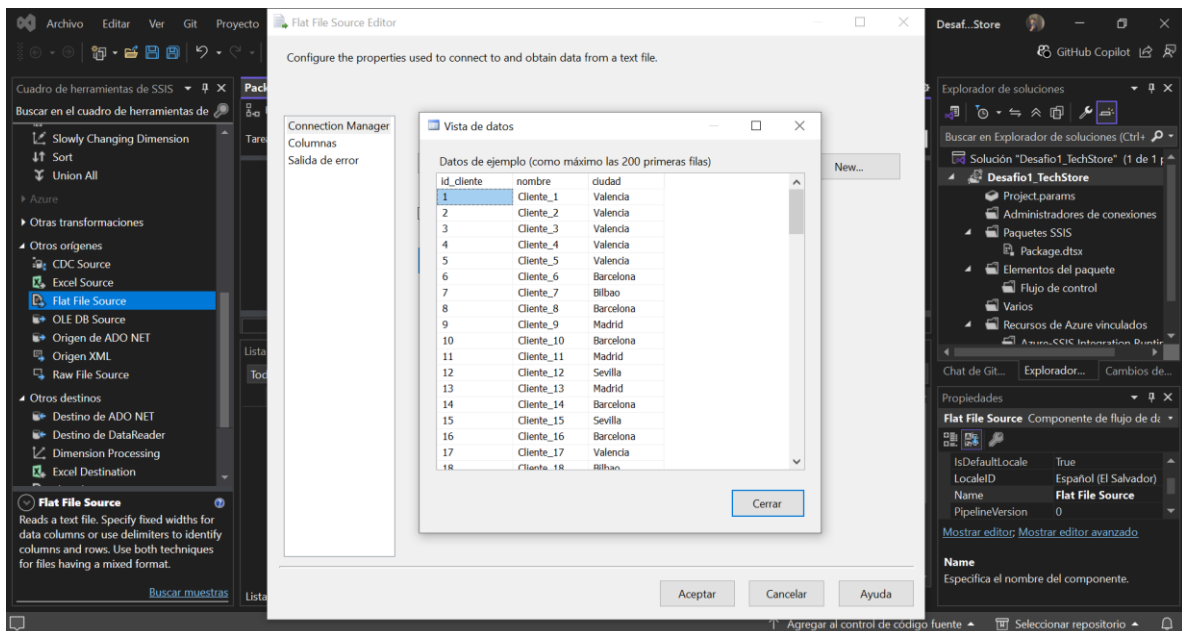 Archivo Editar Ver Git Proyecto
Desaf...Store
GitHub Copilot
Cuadro de herramientas de SSIS
Buscar en el cuadro de herramientas de
Slowly Changing Dimension
Sort
Union All
Azure
Otras transformaciones
Otros orígenes
CDC Source
Excel Source
Flat File Source
OLE DB Source
Origen de ADO NET
Origen XML
Raw File Source
Otros destinos
Destino de ADO NET
Destino de DataReader
Dimension Processing
Excel Destination
Flat File Source
Reads a text file. Specify fixed widths for
data columns or use delimiters to identify
columns and rows. Use both techniques
for files having a mixed format.
Buscar muestras
Pack
Tare
Lista
Tod
Lista
Flat File Source Editor
Configure the properties used to connect to and obtain data from a text file.
Connection Manager
Columnas
Salida de error
New...
Vista de datos
Datos de ejemplo (como máximo las 200 primeras filas)
id_cliente nombre ciudad
1 Cliente_1 Valencia
2 Cliente_2 Valencia
3 Cliente_3 Valencia
4 Cliente_4 Valencia
5 Cliente_5 Valencia
6 Cliente_6 Barcelona
7 Cliente_7 Bilbao
8 Cliente_8 Barcelona
9 Cliente_9 Madrid
10 Cliente_10 Barcelona
11 Cliente_11 Madrid
12 Cliente_12 Sevilla
13 Cliente_13 Madrid
14 Cliente_14 Barcelona
15 Cliente_15 Sevilla
16 Cliente_16 Barcelona
17 Cliente_17 Valencia
18 Cliente_18 Bilbao
Cerrar
Aceptar Cancelar Ayuda
Explorador de soluciones
Buscar en Explorador de soluciones (Ctrl+
Solución "Desafio1_TechStore" (1 de 1 p
Desafio1_TechStore
Project.params
Administradores de conexiones
Paquetes SSIS
Package.dtsx
Elementos del paquete
Flujo de control
Varios
Recursos de Azure vinculados
Azure-SSIS Integration Runtim
Chat de Git... Explorador... Cambios de...
Propiedades
Flat File Source Componente de flujo de da
IsDefaultLocale True
LocaleID Español (El Salvador)
Name Flat File Source
PipelineVersion 0
Mostrar editor; Mostrar editor avanzado
Name
Especifica el nombre del componente.
Agregar al control de código fuente Seleccionar repositorio